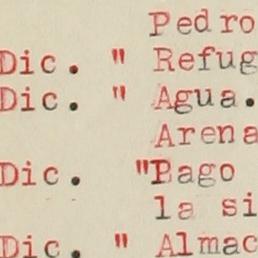 Pedro
Dic. " Refug
Dic. " Agua.
Arena
Dic. "Pago
la si
Dic. " Almac